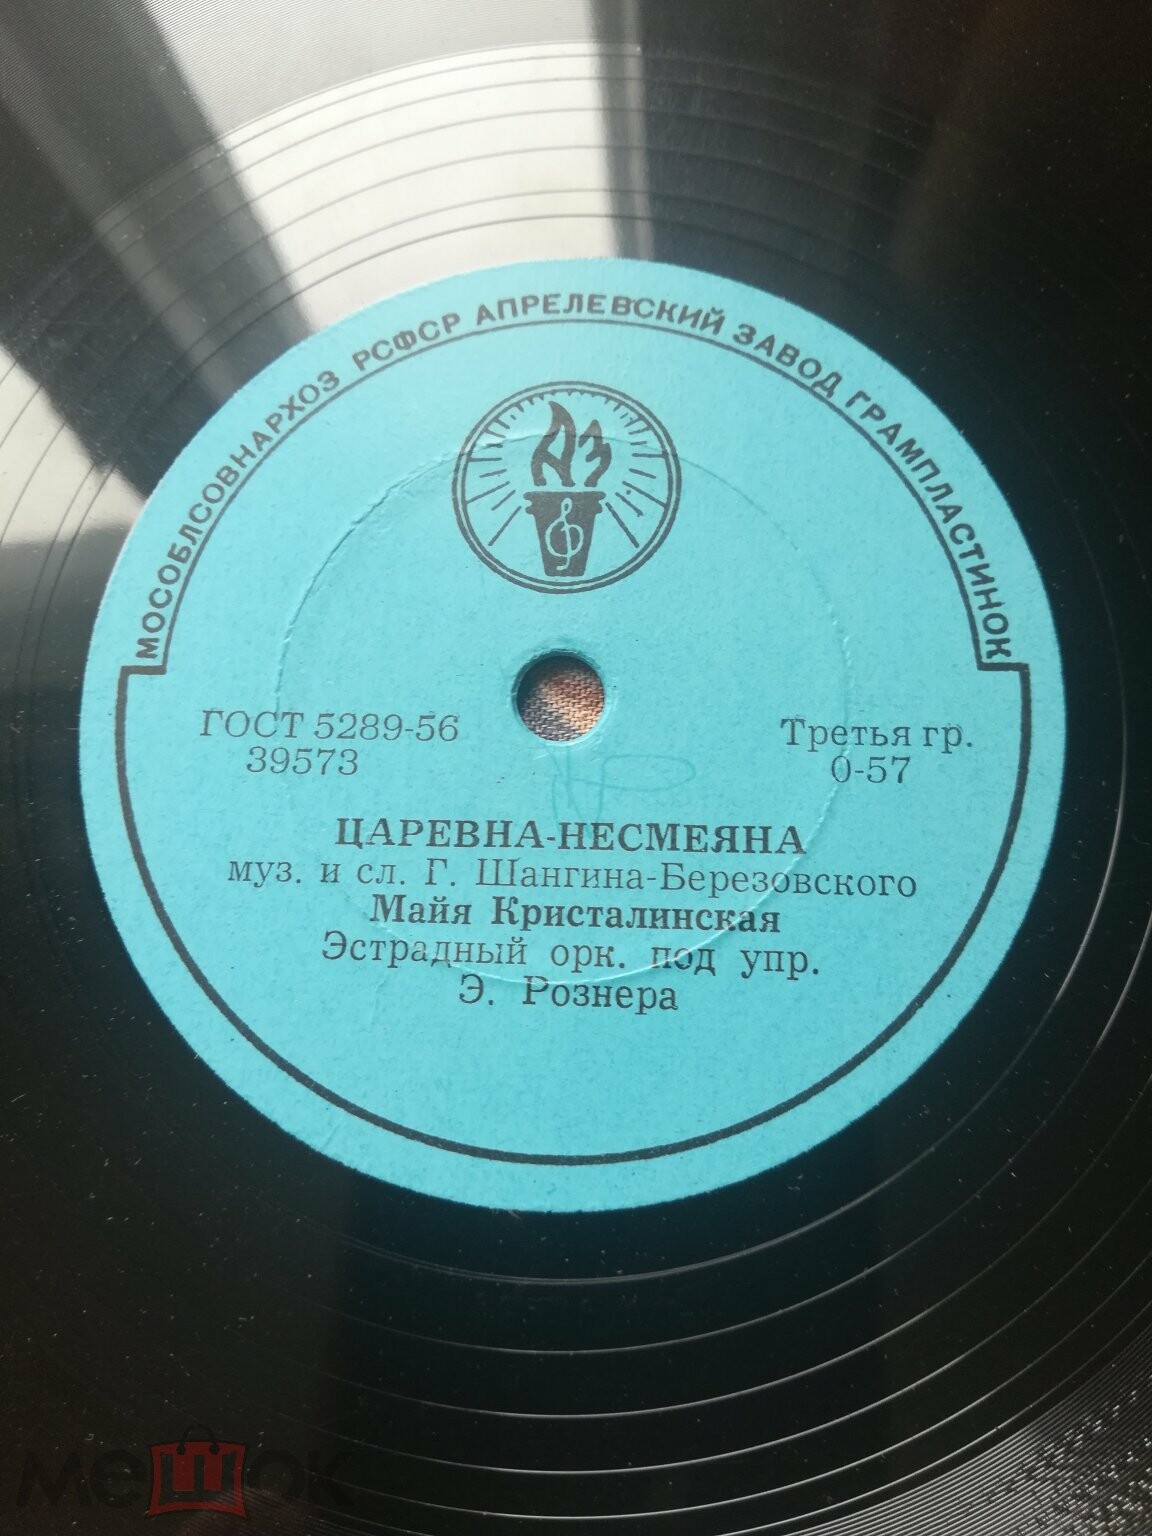 МОСОБЛСОВНАРХОЗ РСФСР АПРЕЛЕВСКИЙ ЗАВОД ГРАМПЛАСТИНОК
АЗ
ГОСТ 5289-56
39573
Третья гр.
0-57
ЦАРЕВНА-НЕСМЕЯНА
муз. и сл. Г. Шангина-Березовского
Майя Кристалинская
Эстрадный орк. под упр.
Э. Рознера
мешок